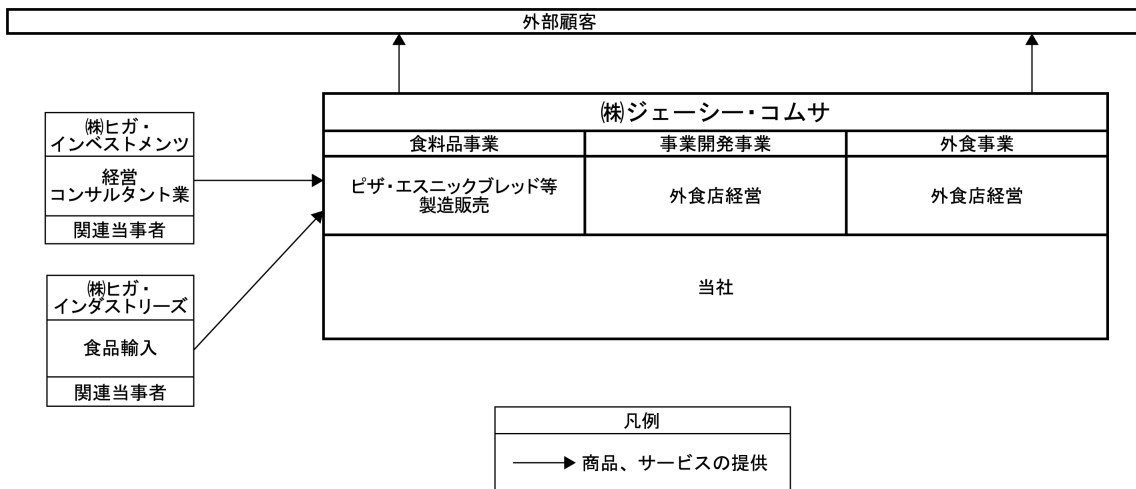 外部顧客
㈱ヒガ・
インベストメンツ
経営
コンサルタント業
関連当事者
㈱ヒガ・
インダストリーズ
食品輸入
関連当事者
㈱ジェーシー・コムサ
食料品事業
事業開発事業
外食事業
ピザ・エスニックブレッド等
製造販売
外食店経営
外食店経営
当社
凡例
商品、サービスの提供